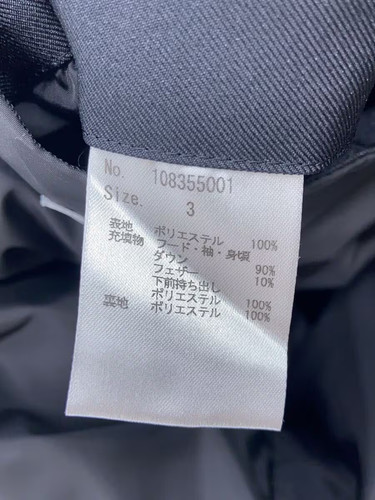 No. 108355001
Size. 3
表地 ポリエステル 100%
充填物 フード・袖・身頃
ダウン 90%
フェザー 10%
下前持ち出し
ポリエステル 100%
裏地 ポリエステル 100%